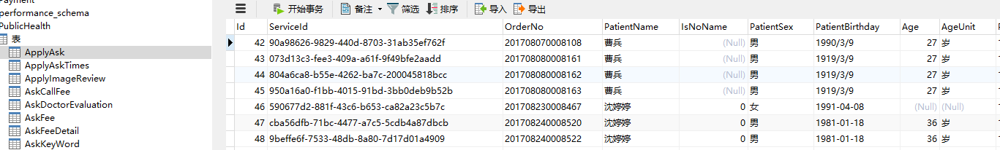 Payment
performance_schema
PublicHealth
表
ApplyAsk
ApplyAskTimes
ApplyImageReview
AskCallFee
AskDoctorEvaluation
AskFee
AskFeeDetail
AskKeyWord
开始事务 备注 筛选 排序 导入 导出
Id ServiceId OrderNo PatientName IsNoName PatientSex PatientBirthday Age AgeUnit
42 90a98626-9829-440d-8703-31ab35ef762f 201708070008108 曹兵 (Null) 男 1990/3/9 27 岁
43 073d13c3-fee3-409a-a61f-9f49bfe2aadd 201708080008161 曹兵 (Null) 男 1919/3/9 27 岁
44 804a6ca8-b55e-4262-ba7c-200045818bcc 201708080008162 曹兵 (Null) 男 1919/3/9 27 岁
45 950a16a0-f1bb-4015-91bd-3bb0deb9b52b 201708080008163 曹兵 (Null) 男 1919/3/9 27 岁
46 590677d2-881f-43c6-b653-ca82a23c5b7c 201708230008467 沈婷婷 0 女 1991-04-08 (Null) (Null)
47 cba56dfb-71bc-4477-a7c5-5cdb4a87dbcb 201708240008520 沈婷婷 0 男 1981-01-18 36 岁
48 9beffe6f-7533-48db-8a80-7d17d01a4909 201708240008522 沈婷婷 0 男 1981-01-18 36 岁